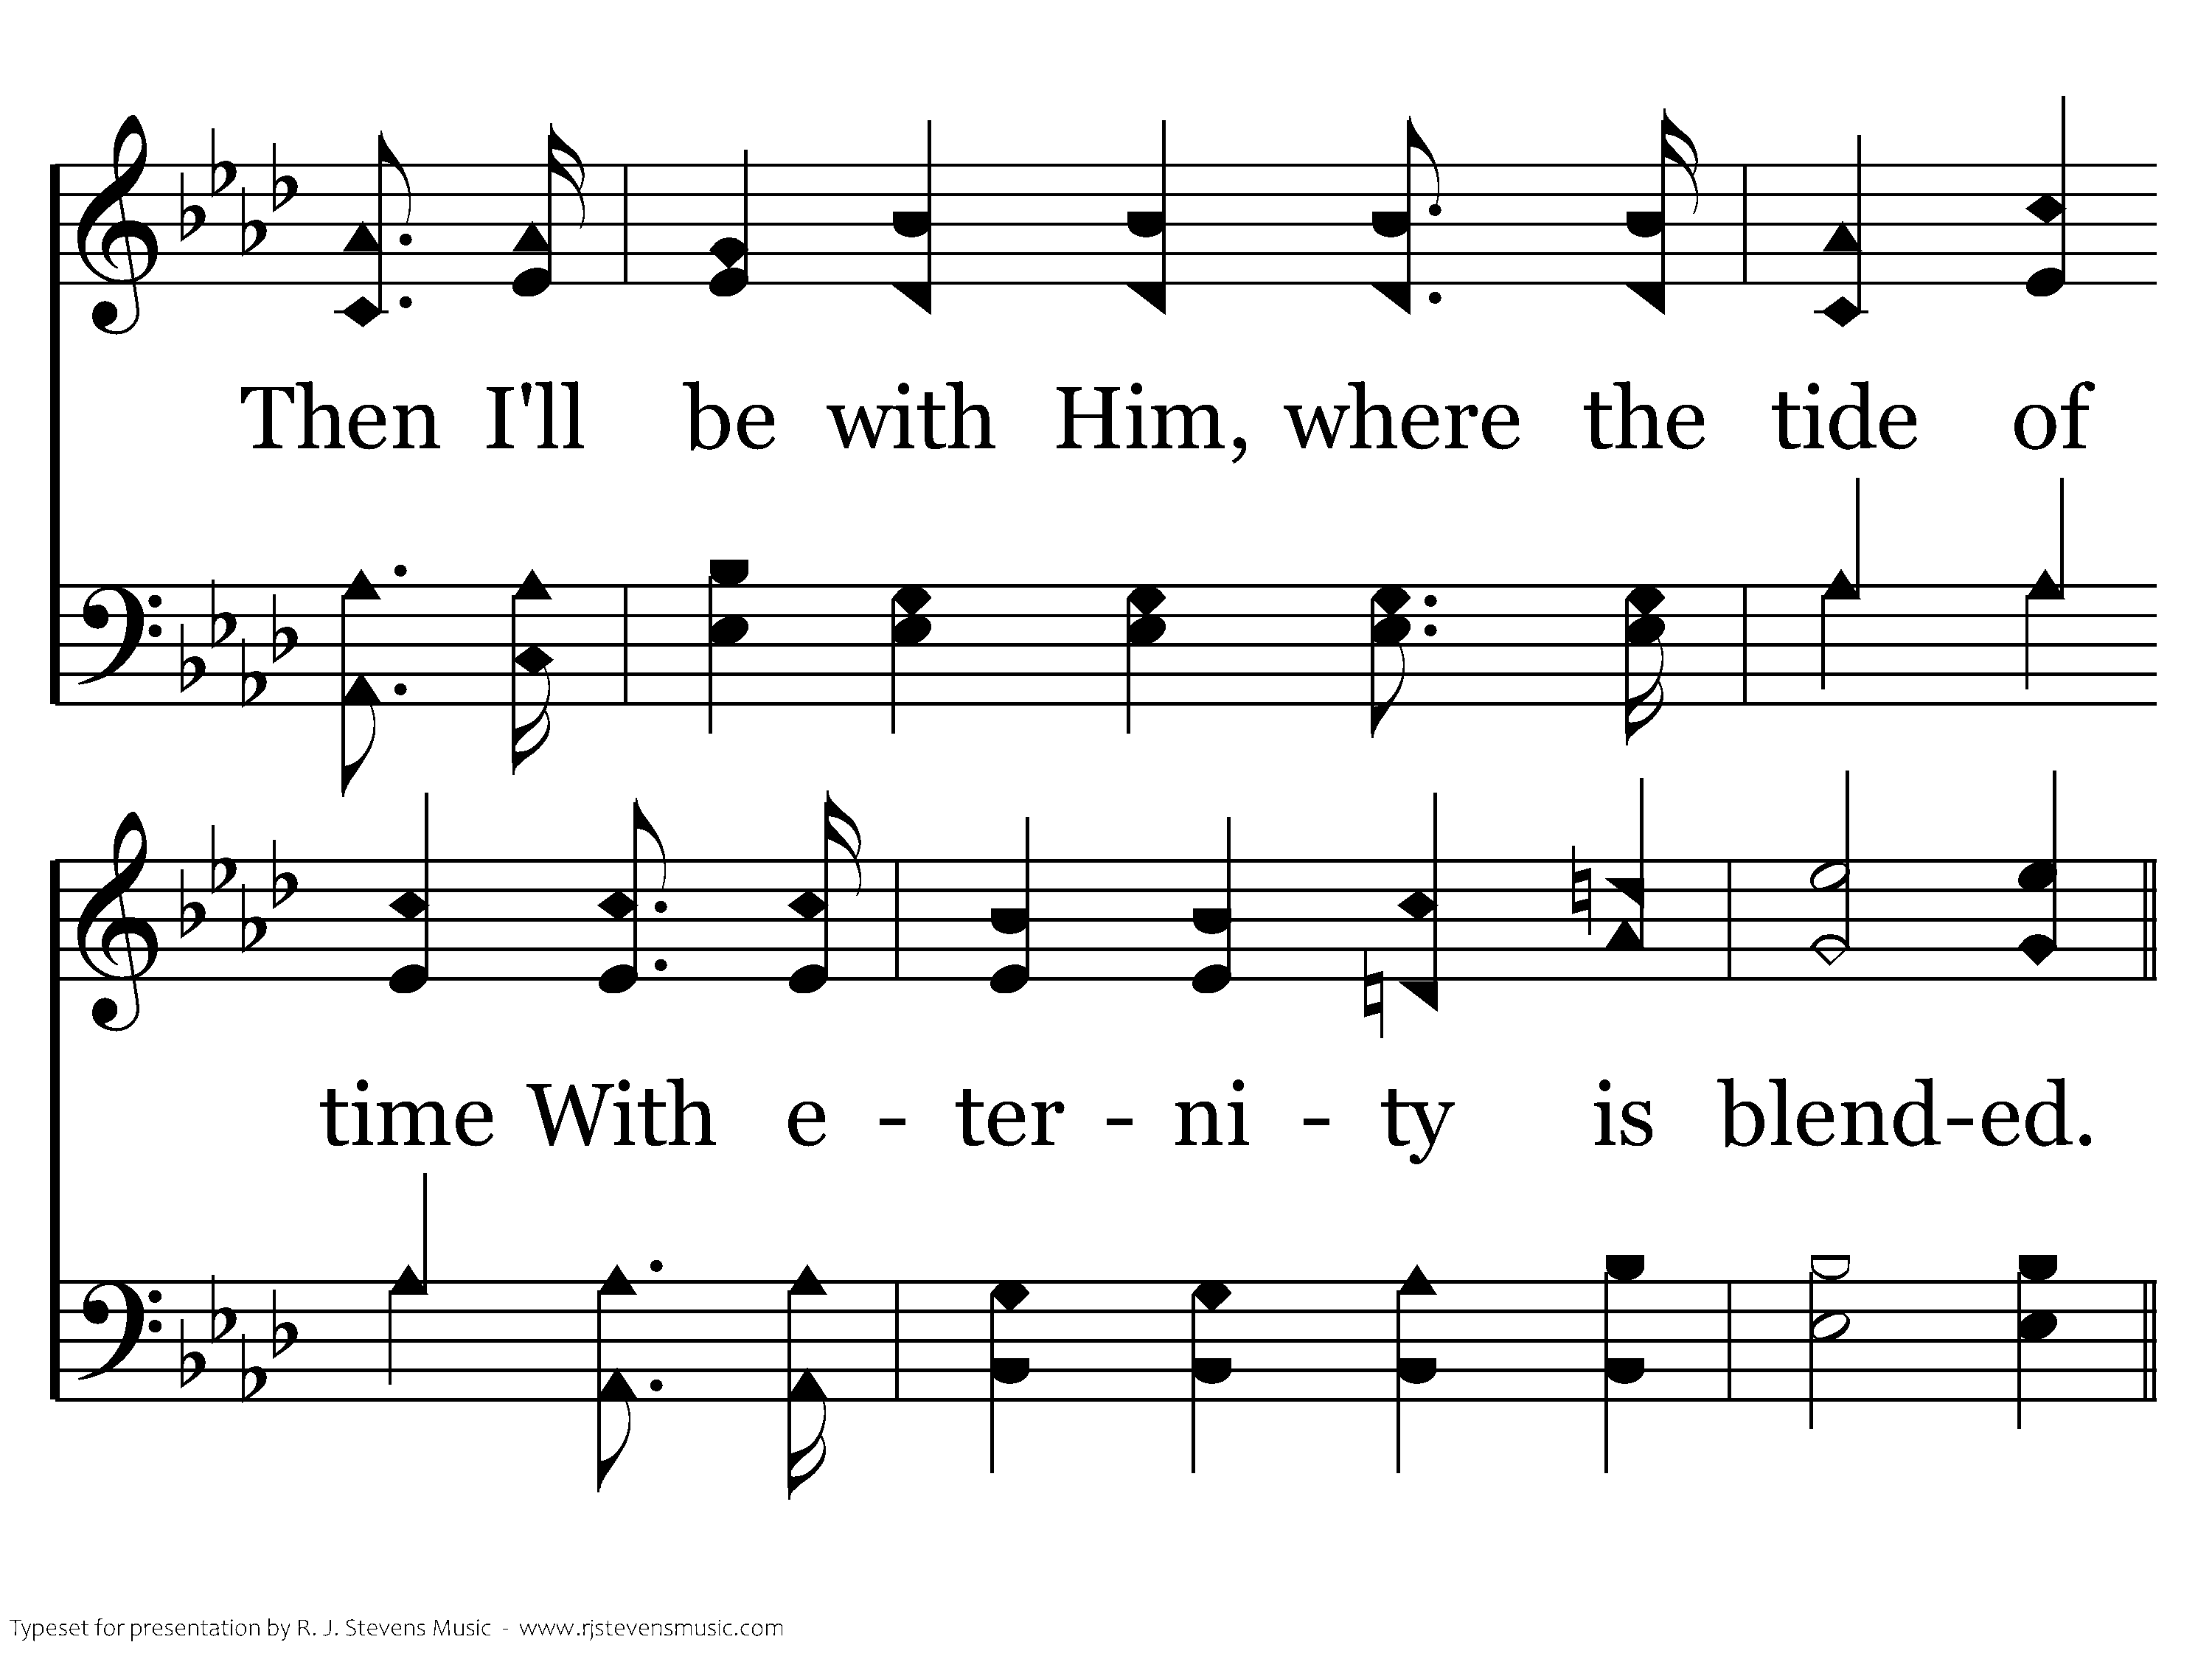 Then I'll be with Him, where the tide of
time With e - ter - ni - ty is blend-ed.
Typeset for presentation by R. J. Stevens Music - www.rjstevensmusic.com